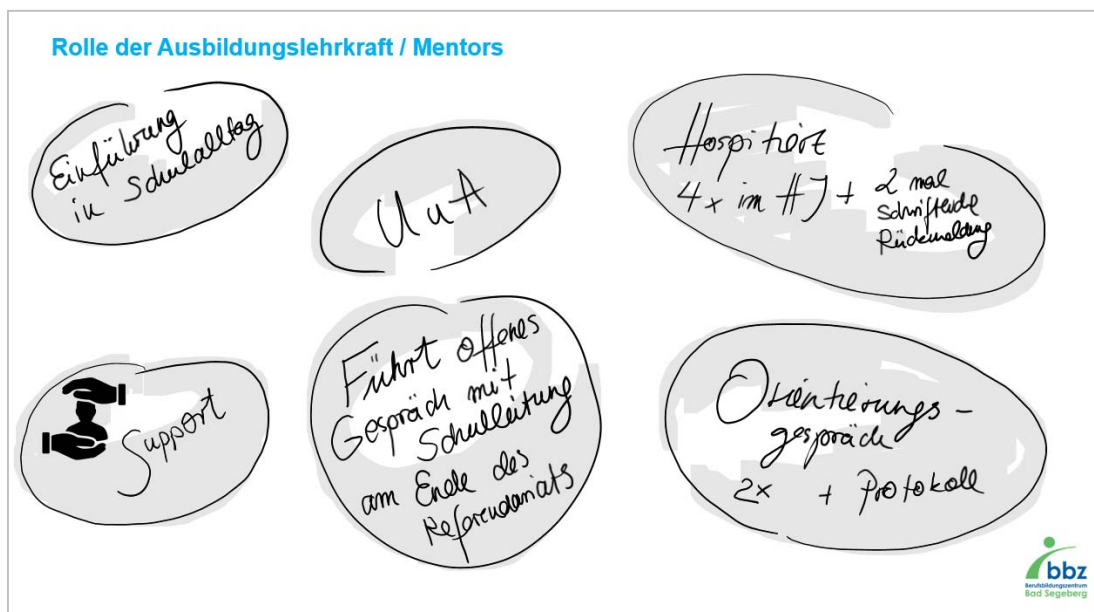 Rolle der Ausbildungslehrkraft / Mentors
Einführung
in Schulalltag
U u A
Hospitiert
4x im HJ + 2 mal
schriftliche
Rückmeldung
Support
Führt offenes
Gespräch mit
Schulleitung
am Ende des
Referendariats
Orientierungs-
gespräch
2x + Protokoll
bbz
Berufsbildungszentrum
Bad Segeberg